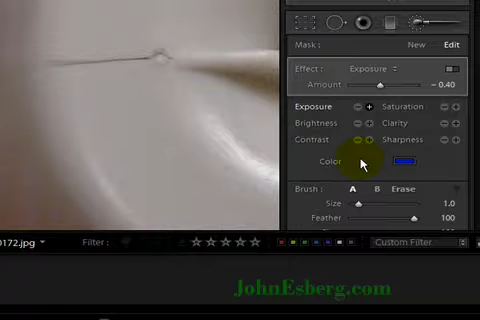 Mask : New Edit
Effect : Exposure
Amount - 0.40
Exposure Saturation
Brightness Clarity
Contrast Sharpness
Color
Brush : A B Erase
Size 1.0
Feather 100
0172.jpg Filter : Custom Filter
JohnEsberg.com